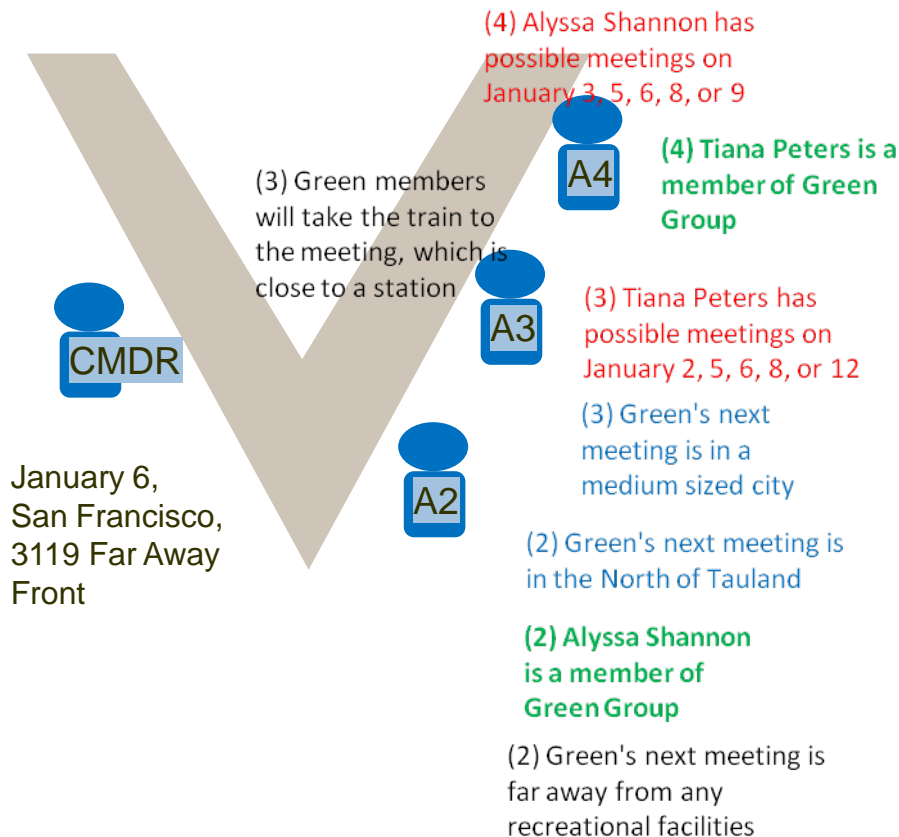 (4) Alyssa Shannon has
possible meetings on
January 3, 5, 6, 8, or 9
A4
(4) Tiana Peters is a
member of Green
Group
(3) Green members
will take the train to
the meeting, which is
close to a station
A3
(3) Tiana Peters has
possible meetings on
January 2, 5, 6, 8, or 12
CMDR
(3) Green's next
meeting is in a
medium sized city
A2
January 6,
San Francisco,
3119 Far Away
Front
(2) Green's next meeting is
in the North of Tauland
(2) Alyssa Shannon
is a member of
Green Group
(2) Green's next meeting is
far away from any
recreational facilities